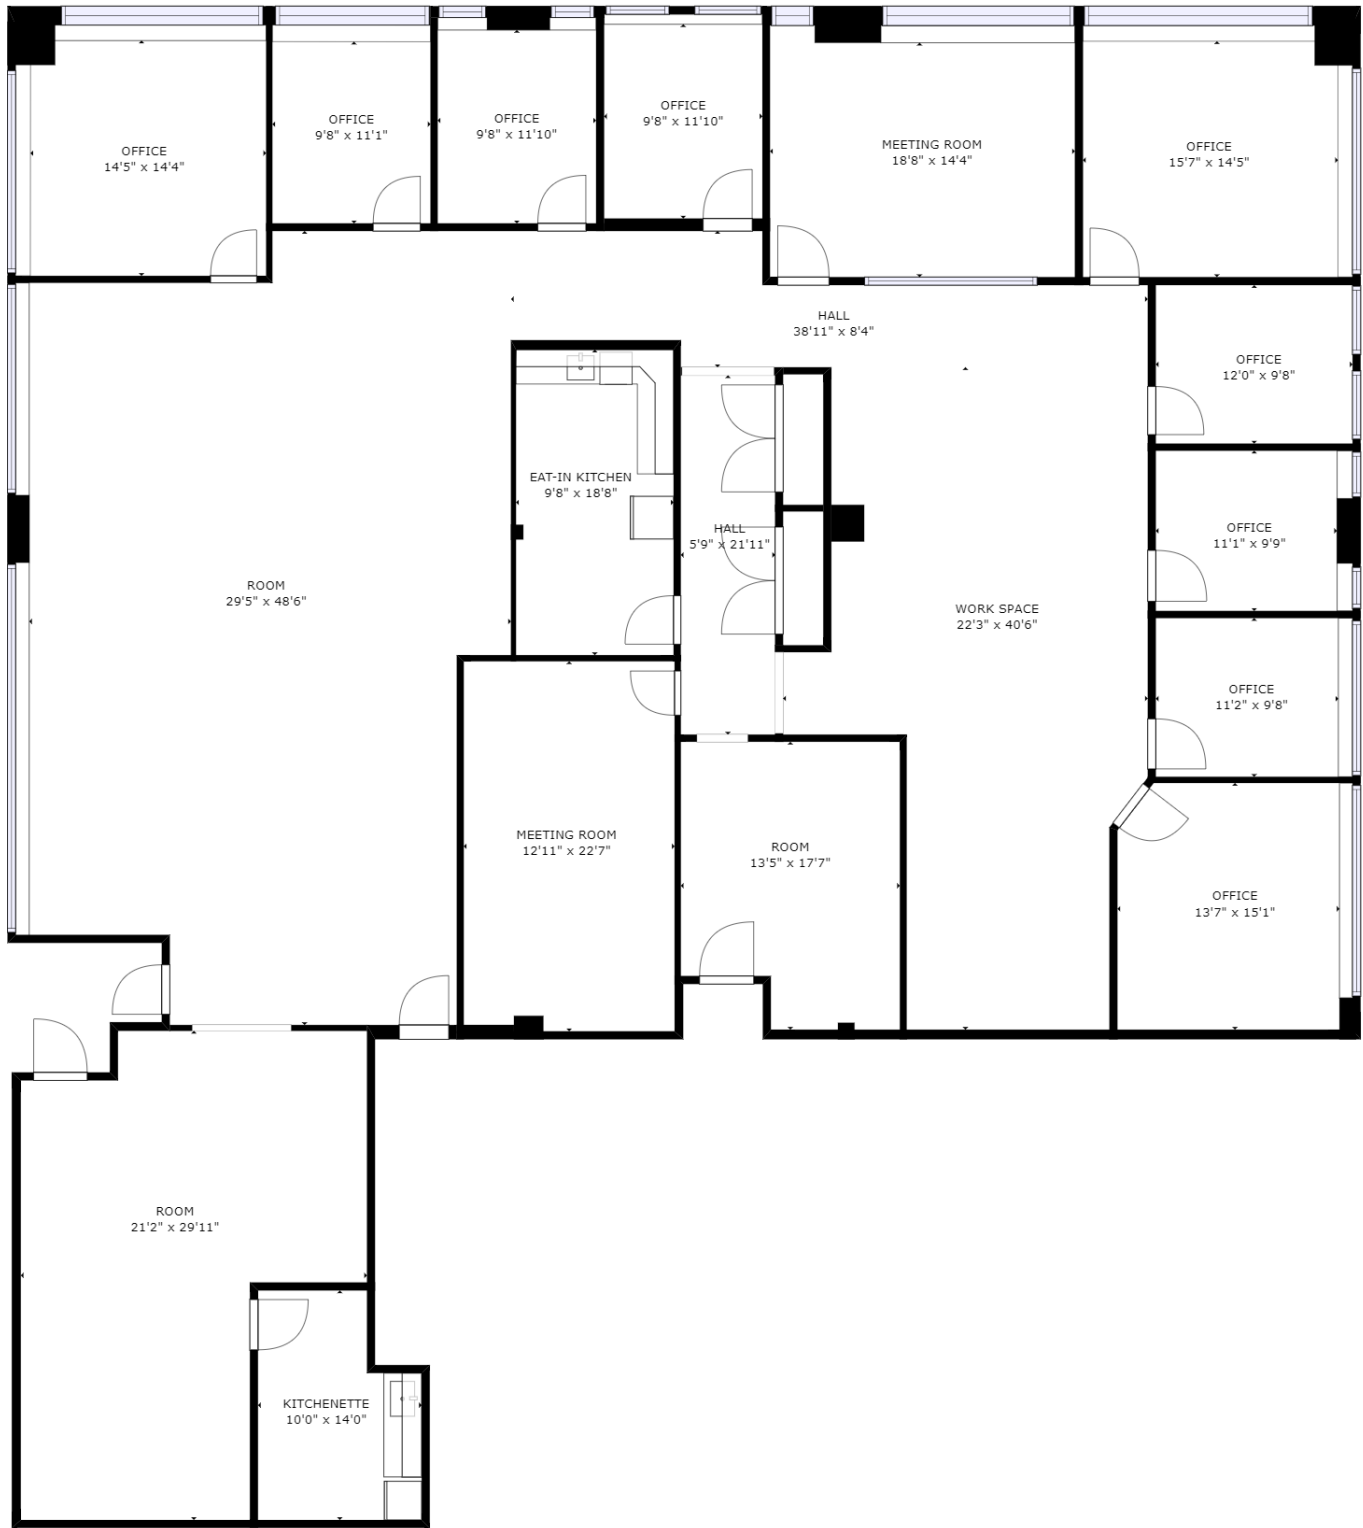 OFFICE
14'5" x 14'4"
OFFICE
9'8" x 11'1"
OFFICE
9'8" x 11'10"
OFFICE
9'8" x 11'10"
MEETING ROOM
18'8" x 14'4"
OFFICE
15'7" x 14'5"
HALL
38'11" x 8'4"
OFFICE
12'0" x 9'8"
EAT-IN KITCHEN
9'8" x 18'8"
HALL
5'9" x 21'11"
OFFICE
11'1" x 9'9"
ROOM
29'5" x 48'6"
WORK SPACE
22'3" x 40'6"
OFFICE
11'2" x 9'8"
MEETING ROOM
12'11" x 22'7"
ROOM
13'5" x 17'7"
OFFICE
13'7" x 15'1"
ROOM
21'2" x 29'11"
KITCHENETTE
10'0" x 14'0"